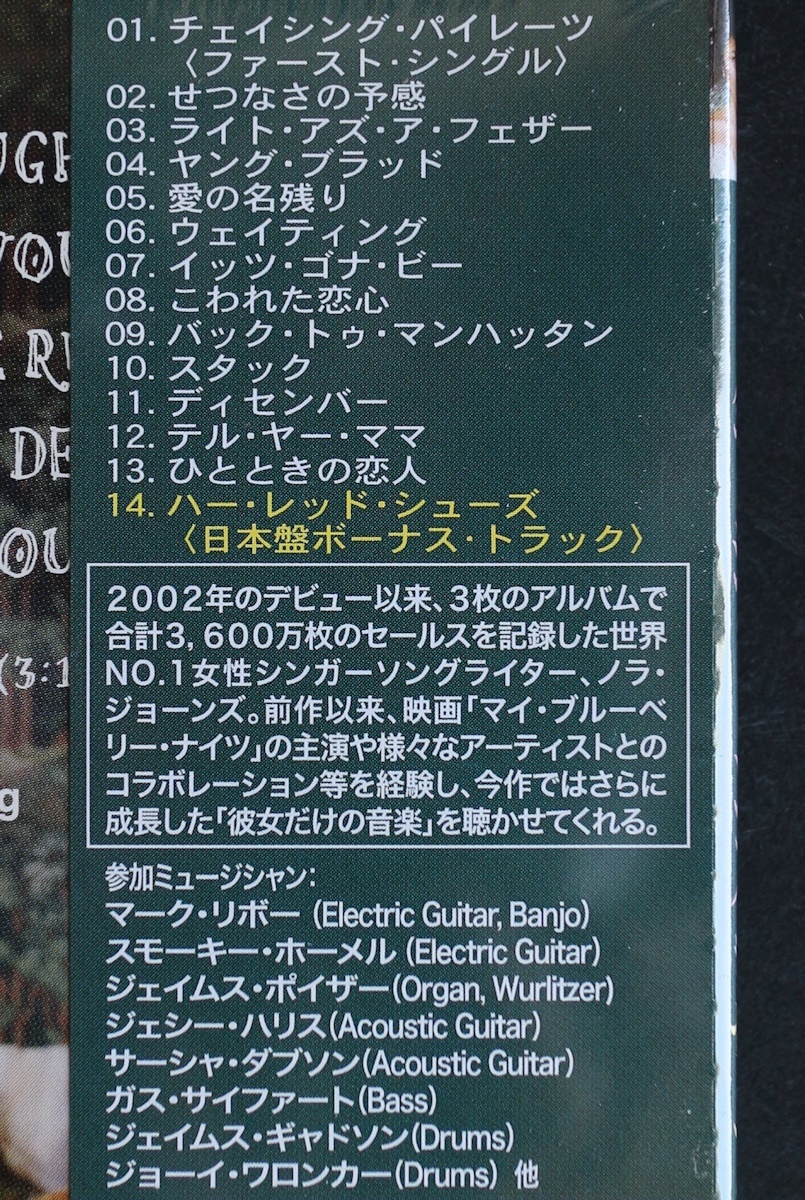 01. チェイシング・パイレーツ
〈ファースト・シングル〉
02. せつなさの予感
03. ライト・アズ・ア・フェザー
04. ヤング・ブラッド
05. 愛の名残り
06. ウェイティング
07. イッツ・ゴナ・ビー
08. こわれた恋心
09. バック・トゥ・マンハッタン
10. スタック
11. ディセンバー
12. テル・ヤー・ママ
13. ひとときの恋人
14. ハー・レッド・シューズ
〈日本盤ボーナス・トラック〉
2002年のデビュー以来、3枚のアルバムで
合計3,600万枚のセールスを記録した世界
NO.1女性シンガーソングライター、ノラ・
ジョーンズ。前作以来、映画「マイ・ブルーベ
リー・ナイツ」の主演や様々なアーティストとの
コラボレーション等を経験し、今作ではさらに
成長した「彼女だけの音楽」を聴かせてくれる。
参加ミュージシャン:
マーク・リボー (Electric Guitar, Banjo)
スモーキー・ホーメル (Electric Guitar)
ジェイムス・ポイザー(Organ, Wurlitzer)
ジェシー・ハリス(Acoustic Guitar)
サーシャ・ダブソン(Acoustic Guitar)
ガス・サイファート(Bass)
ジェイムス・ギャドソン(Drums)
ジョーイ・ワロンカー(Drums) 他